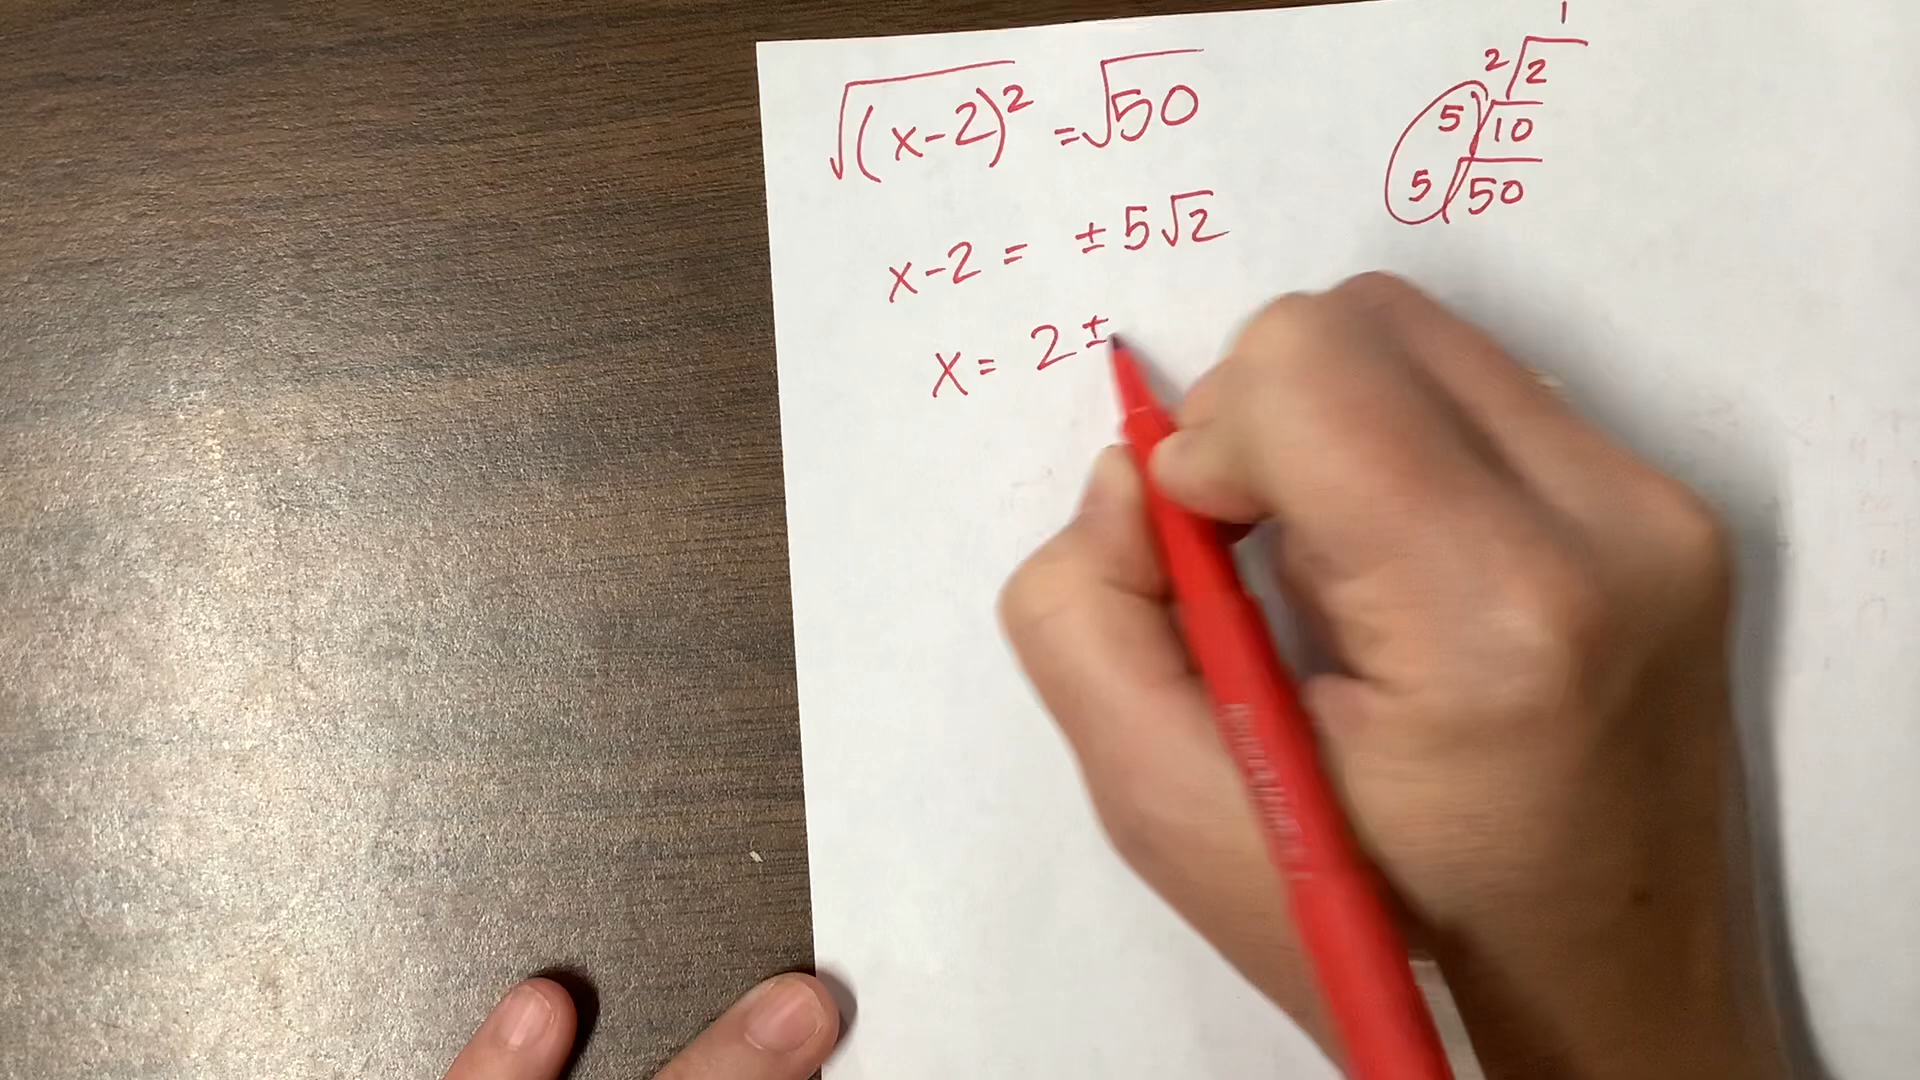 √(x-2)² = √50
x-2 = ± 5√2
x = 2 ±
1
2 √2
5 √10
5 √50